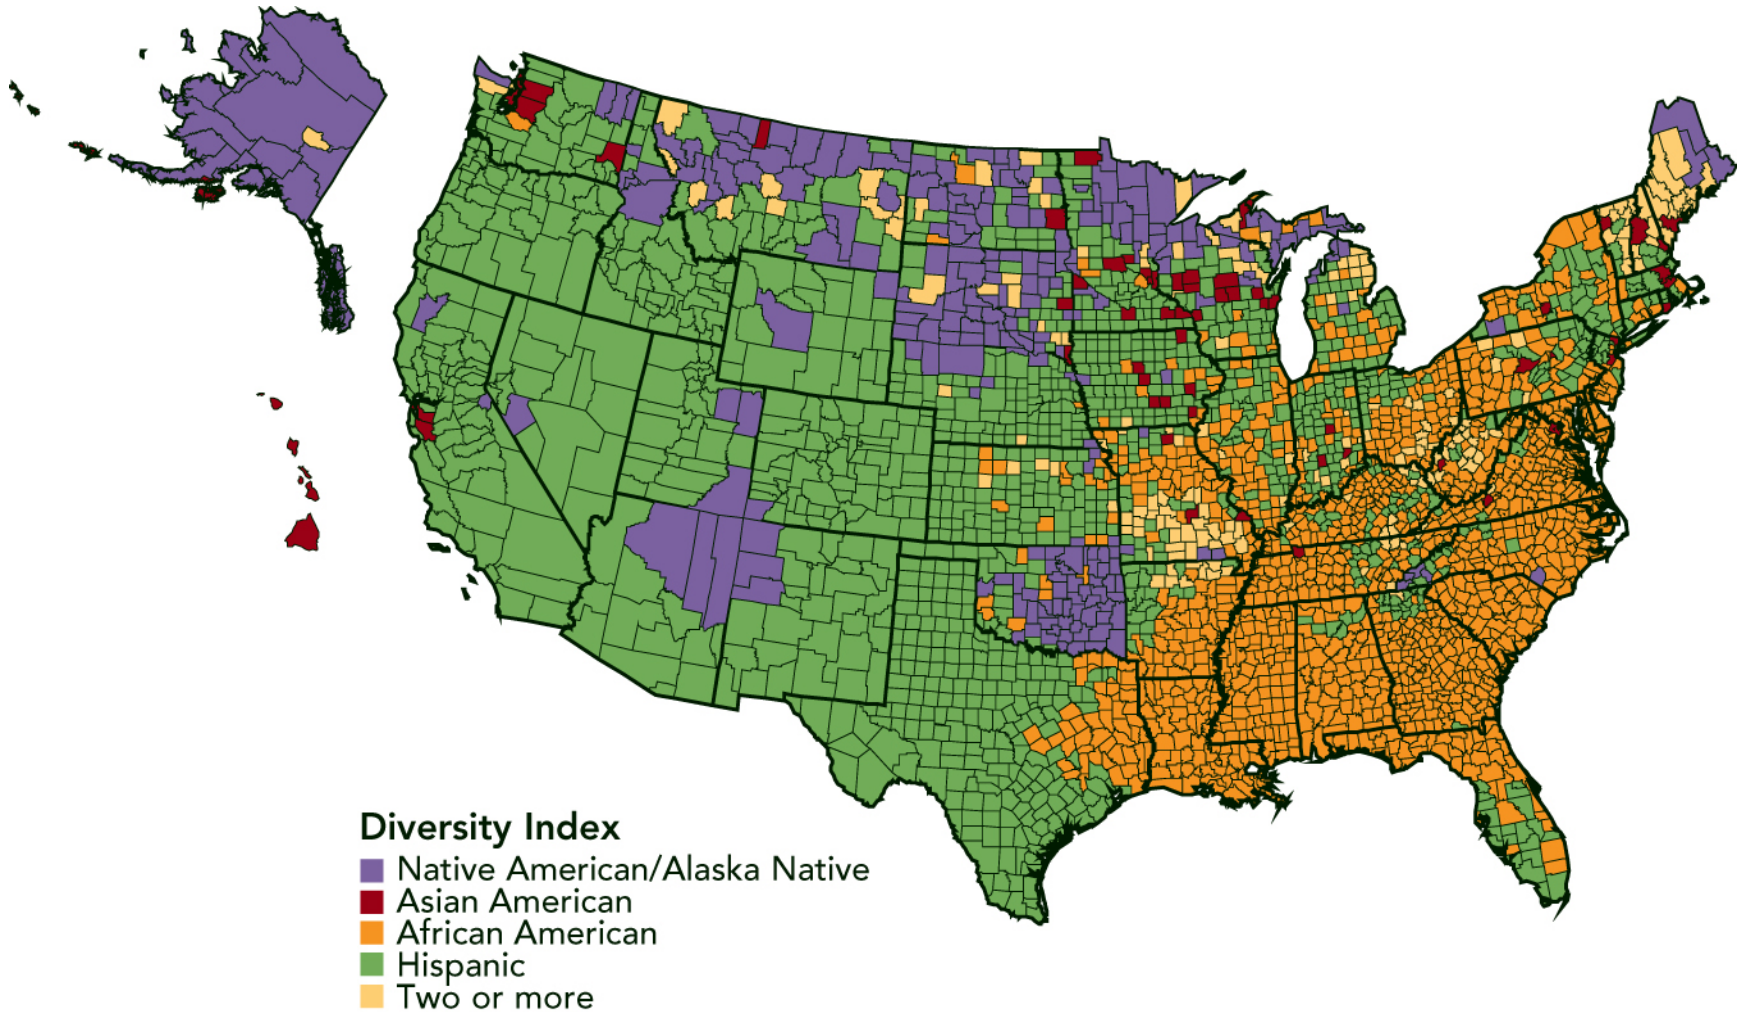 Diversity Index
Native American/Alaska Native
Asian American
African American
Hispanic
Two or more